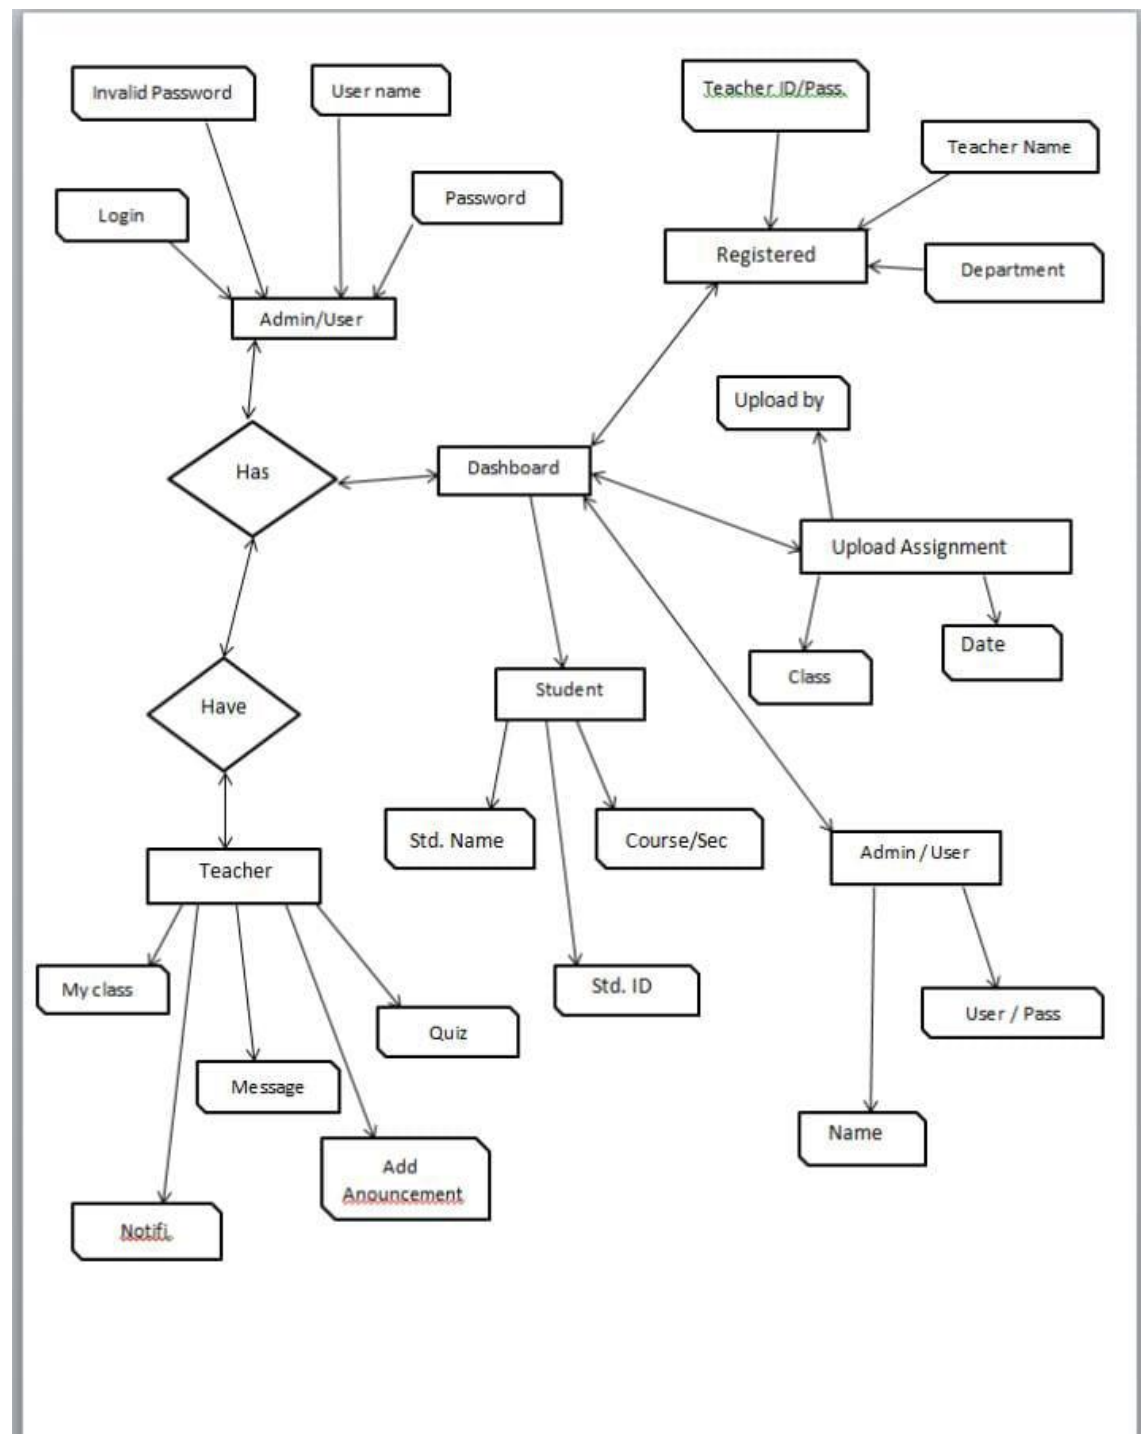 Invalid Password
User name
Teacher ID/Pass.
Teacher Name
Login
Password
Registered
Department
Admin/User
Upload by
Has
Dashboard
Upload Assignment
Date
Class
Student
Have
Std. Name
Course/Sec
Admin / User
Teacher
My class
Std. ID
User / Pass
Quiz
Message
Name
Add
Anouncement
Notifi.